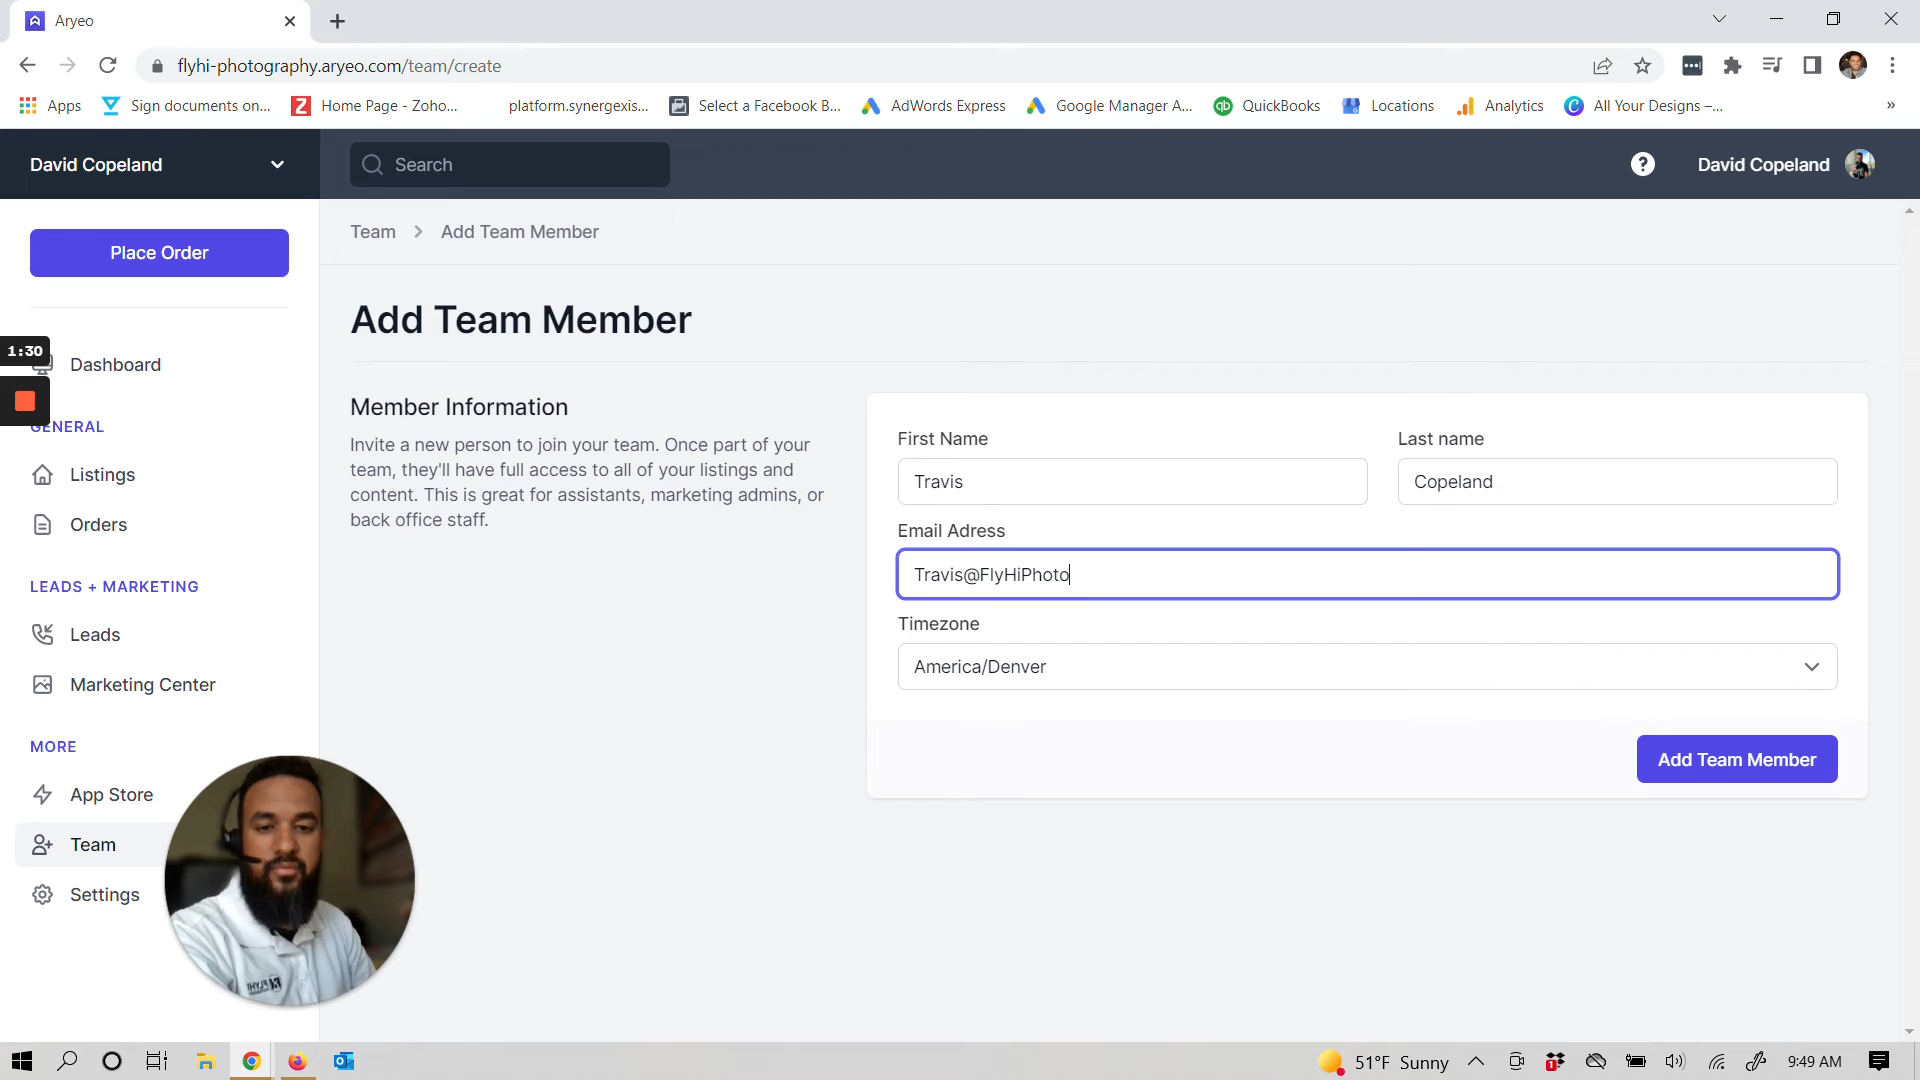 Aryeo
flyhi-photography.aryeo.com/team/create
Apps
Sign documents on...
Home Page - Zoho...
platform.synergexis...
Select a Facebook B...
AdWords Express
Google Manager A...
QuickBooks
Locations
Analytics
All Your Designs –...
»
David Copeland
Search
David Copeland
Place Order
Team > Add Team Member
Add Team Member
1:30
Dashboard
GENERAL
Listings
Orders
LEADS + MARKETING
Leads
Marketing Center
MORE
App Store
Team
Settings
Member Information
Invite a new person to join your team. Once part of your
team, they'll have full access to all of your listings and
content. This is great for assistants, marketing admins, or
back office staff.
First Name
Last name
Travis
Copeland
Email Adress
Travis@FlyHiPhoto
Timezone
America/Denver
Add Team Member
51°F Sunny
9:49 AM